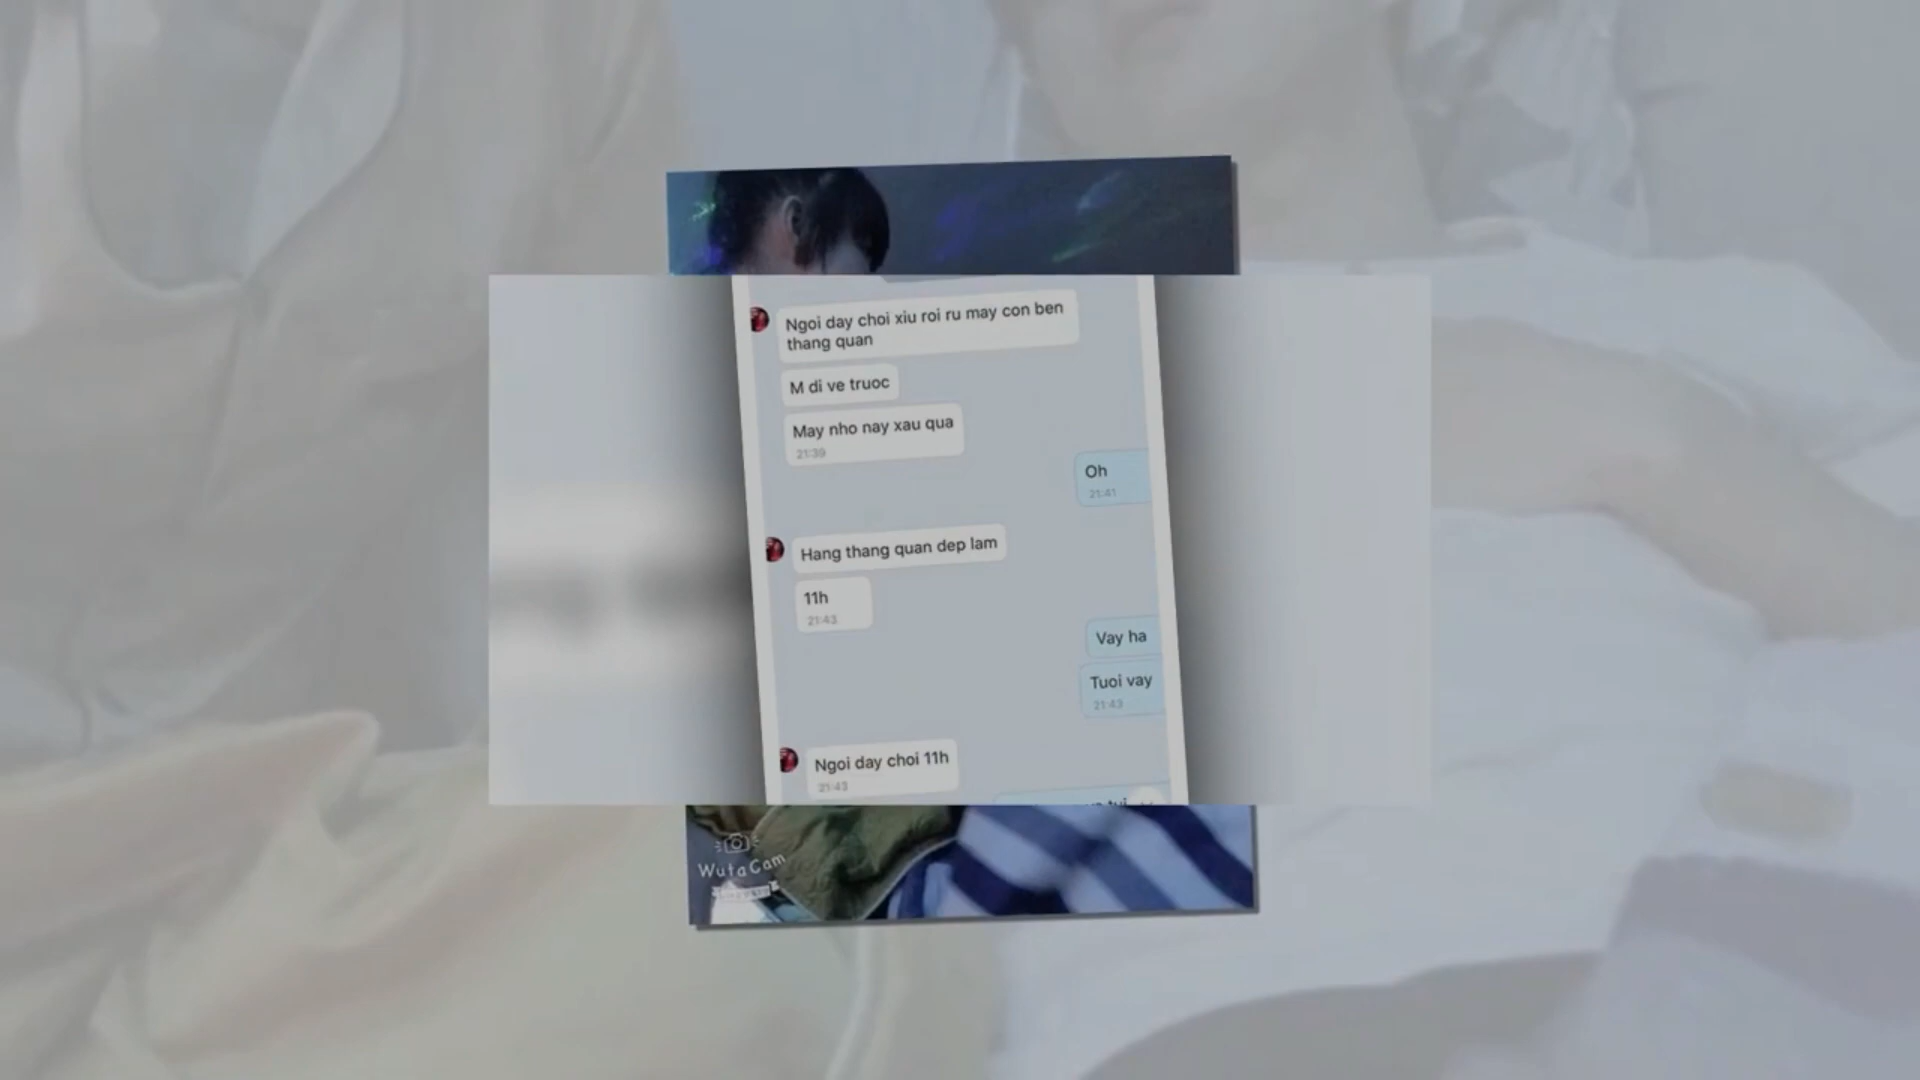 Ngoi day choi xiu roi ru may con ben
thang quan
M di ve truoc
May nho nay xau qua
21:39
Oh
21:41
Hang thang quan dep lam
11h
21:43
Vay ha
Tuoi vay
21:43
Ngoi day choi 11h
21:43
tui
WutaCam